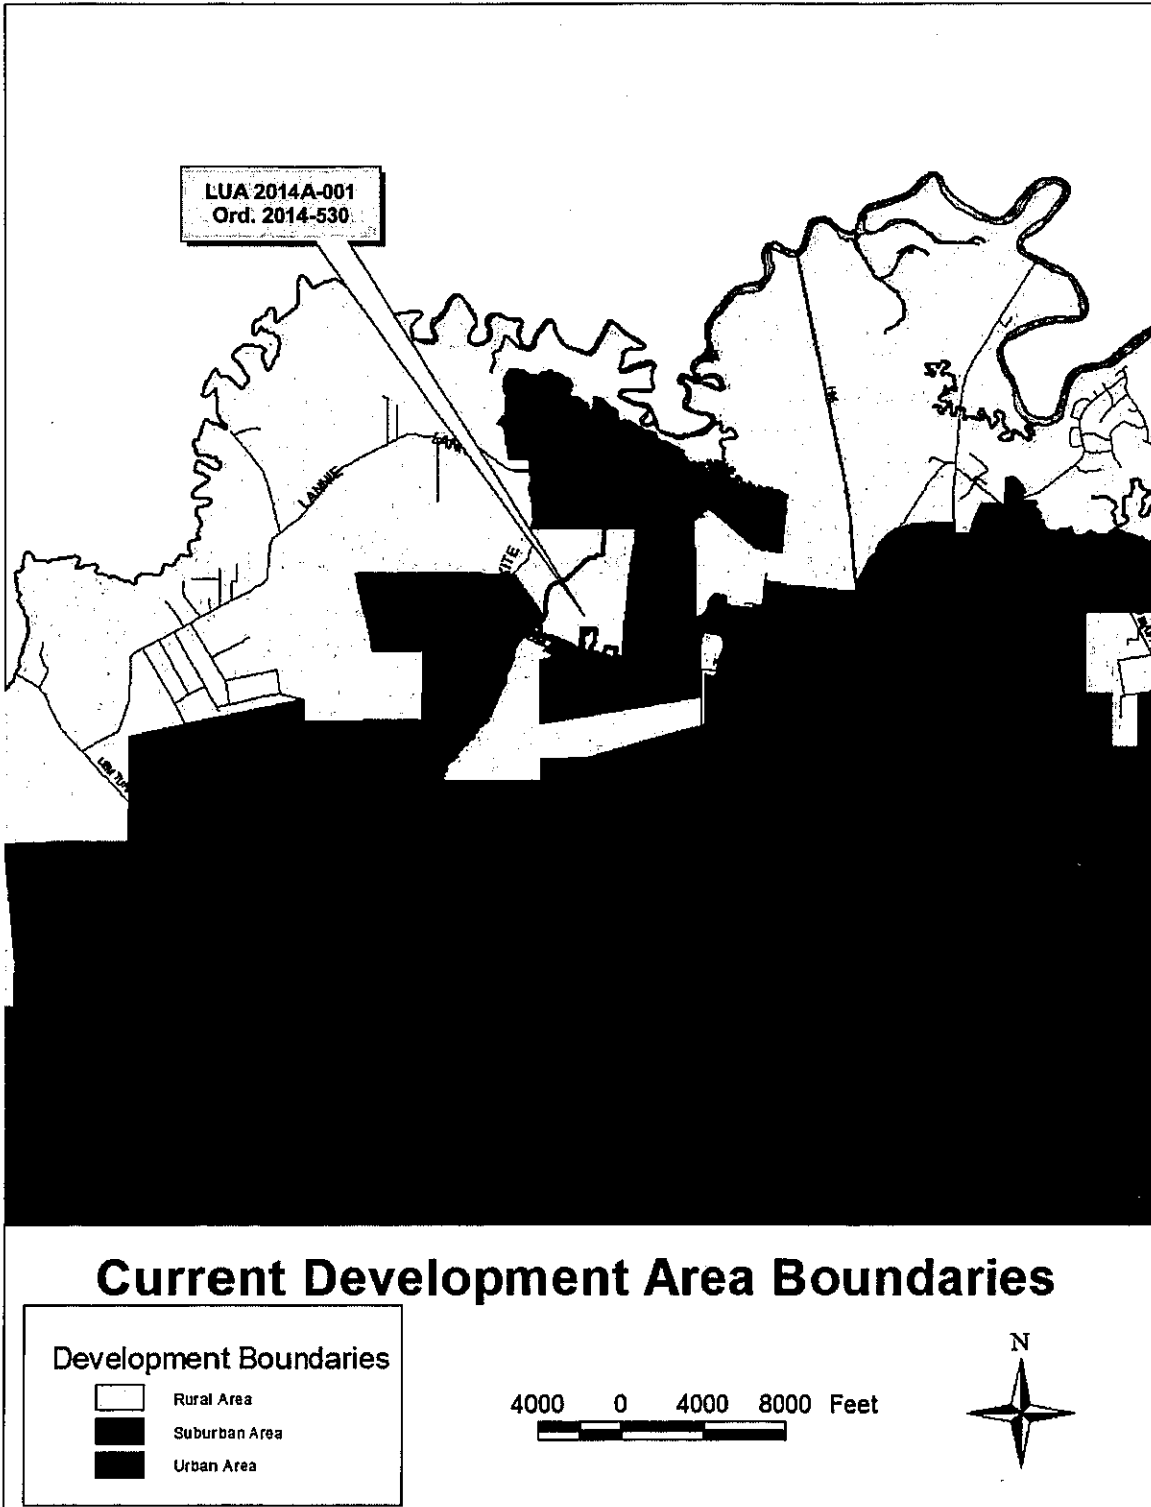 LUA 2014A-001
Ord. 2014-530
LANNIE
Current Development Area Boundaries
Development Boundaries
Rural Area
Suburban Area
Urban Area
4000 0 4000 8000 Feet
N